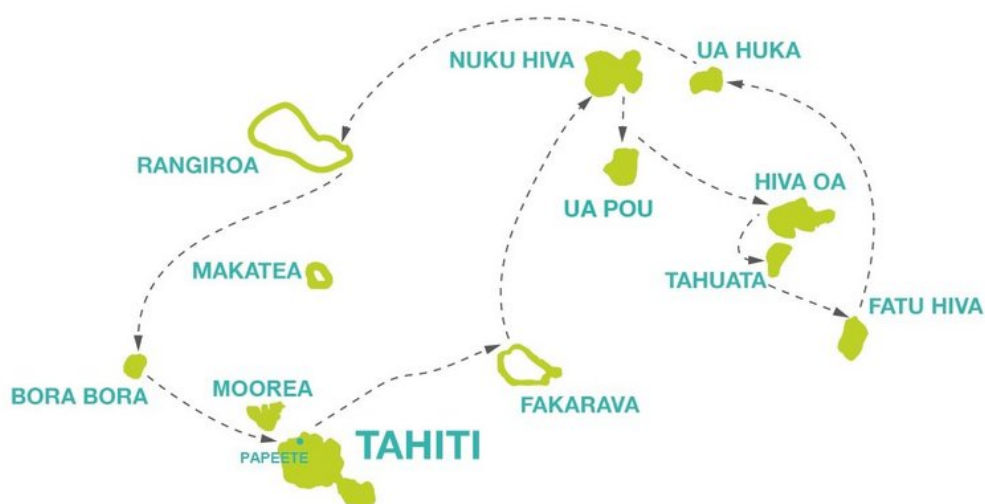 UA HUKA
NUKU HIVA
RANGIROA
HIVA OA
UA POU
MAKATEA
TAHUATA
FATU HIVA
BORA BORA
MOOREA
FAKARAVA
TAHITI
PAPEETE